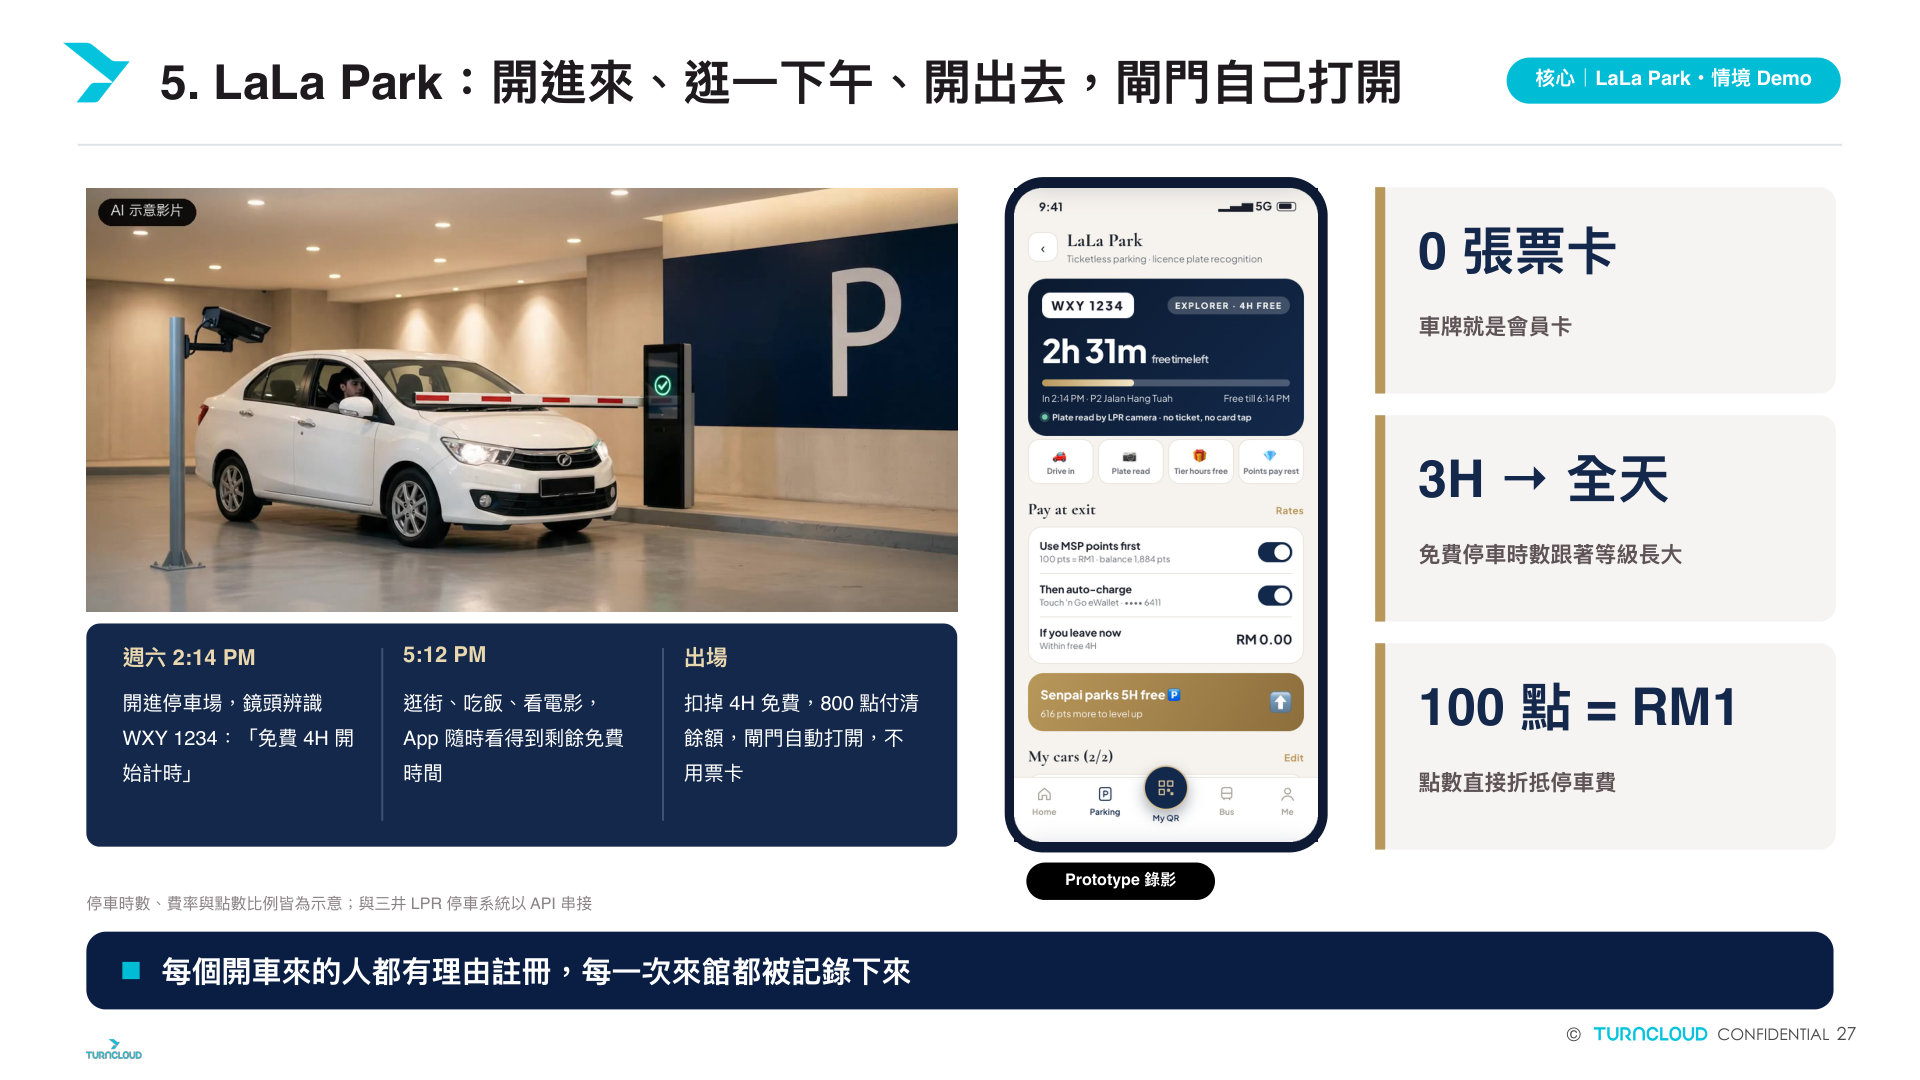 5. LaLa Park：開進來、逛一下午、開出去，閘門自己打開
核心｜LaLa Park・情境 Demo
AI 示意影片
P
週六 2:14 PM
開進停車場，鏡頭辨識
WXY 1234：「免費 4H 開
始計時」
5:12 PM
逛街、吃飯、看電影，
App 隨時看得到剩餘免費
時間
出場
扣掉 4H 免費，800 點付清
餘額，閘門自動打開，不
用票卡
9:41
5G
LaLa Park
Ticketless parking · licence plate recognition
WXY 1234
EXPLORER · 4H FREE
2h 31m free time left
In 2:14 PM · P2 Jalan Hang Tuah
Free till 6:14 PM
Plate read by LPR camera · no ticket, no card tap
Drive in
Plate read
Tier hours free
Points pay rest
Pay at exit
Rates
Use MSP points first
100 pts = RM1 · balance 1,884 pts
Then auto-charge
Touch 'n Go eWallet · •••• 6411
If you leave now
Within free 4H
RM 0.00
Senpai parks 5H free 🅿️
616 pts more to level up
My cars (2/2)
Edit
Home
Parking
My QR
Bus
Me
Prototype 錄影
0 張票卡
車牌就是會員卡
3H → 全天
免費停車時數跟著等級長大
100 點 = RM1
點數直接折抵停車費
停車時數、費率與點數比例皆為示意；與三井 LPR 停車系統以 API 串接
每個開車來的人都有理由註冊，每一次來館都被記錄下來
TURNCLOUD
© TURNCLOUD CONFIDENTIAL 27